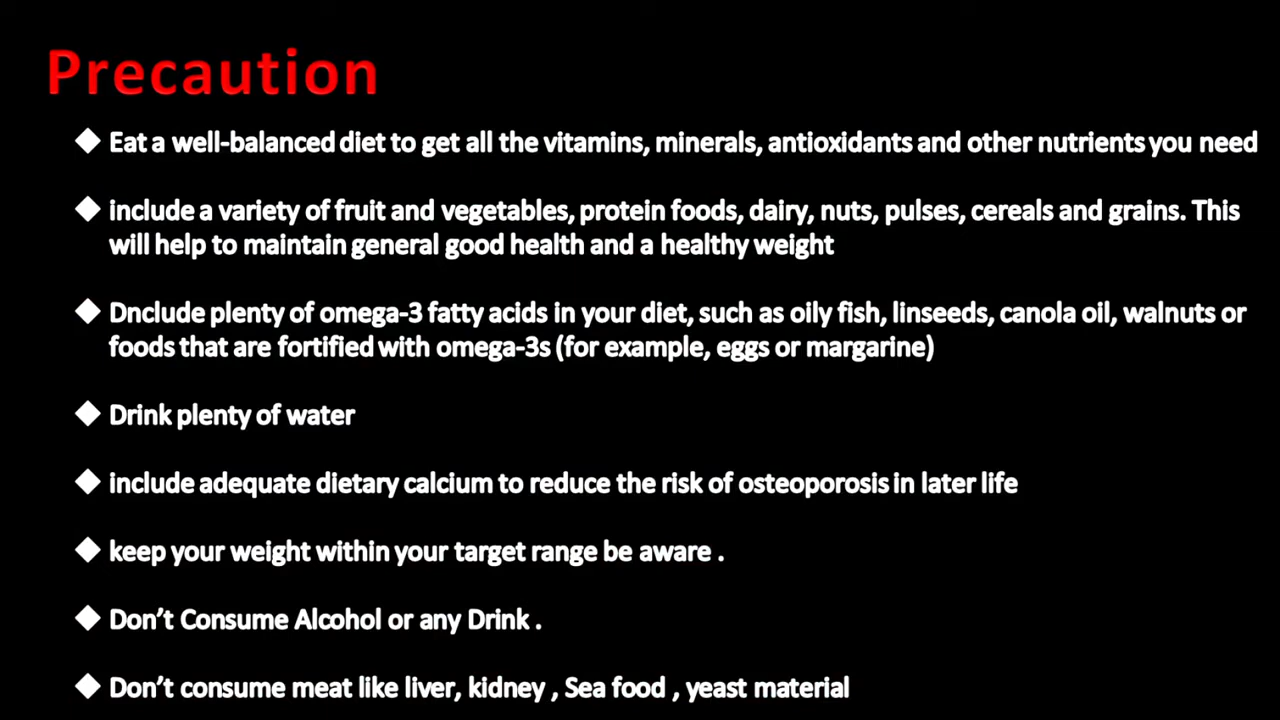 Precaution
◆ Eat a well-balanced diet to get all the vitamins, minerals, antioxidants and other nutrients you need
◆ include a variety of fruit and vegetables, protein foods, dairy, nuts, pulses, cereals and grains. This
will help to maintain general good health and a healthy weight
◆ Dnclude plenty of omega-3 fatty acids in your diet, such as oily fish, linseeds, canola oil, walnuts or
foods that are fortified with omega-3s (for example, eggs or margarine)
◆ Drink plenty of water
◆ include adequate dietary calcium to reduce the risk of osteoporosis in later life
◆ keep your weight within your target range be aware .
◆ Don’t Consume Alcohol or any Drink .
◆ Don’t consume meat like liver, kidney , Sea food , yeast material